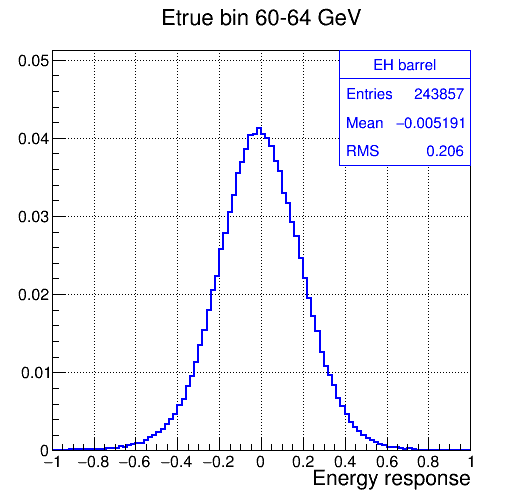 Etrue bin 60-64 GeV
EH barrel
Entries 243857
Mean −0.005191
RMS 0.206
0.05
0.04
0.03
0.02
0.01
0
−1 −0.8 −0.6 −0.4 −0.2 0 0.2 0.4 0.6 0.8 1
Energy response